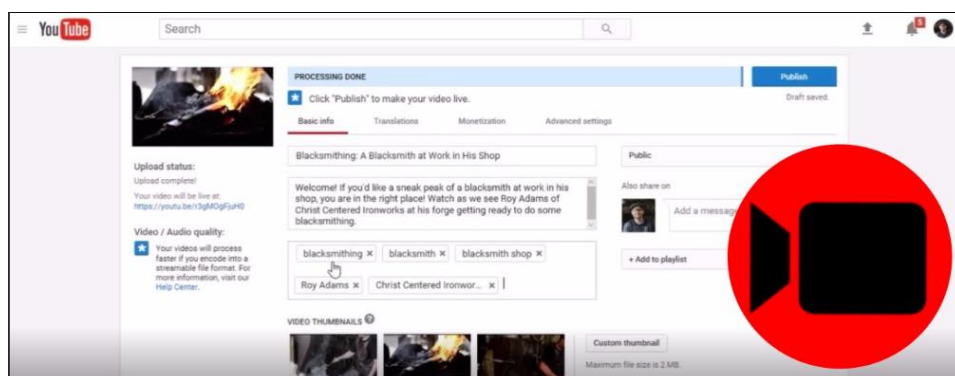 YouTube
Search
5
PROCESSING DONE
Publish
Click "Publish" to make your video live.
Draft saved.
Basic info
Translations
Monetization
Advanced settings
Blacksmithing: A Blacksmith at Work in His Shop
Public
Upload status:
Upload complete!
Your video will be live at:
https://youtu.be/r3gMOgFjuH0
Welcome! If you'd like a sneak peak of a blacksmith at work in his
shop, you are in the right place! Watch as we see Roy Adams of
Christ Centered Ironworks at his forge getting ready to do some
blacksmithing.
Also share on
Add a message
Video / Audio quality:
Your videos will process
faster if you encode into a
streamable file format. For
more information, visit our
Help Center.
blacksmithing × blacksmith × blacksmith shop ×
Roy Adams × Christ Centered Ironwor... ×
+ Add to playlist
VIDEO THUMBNAILS ?
Custom thumbnail
Maximum file size is 2 MB.